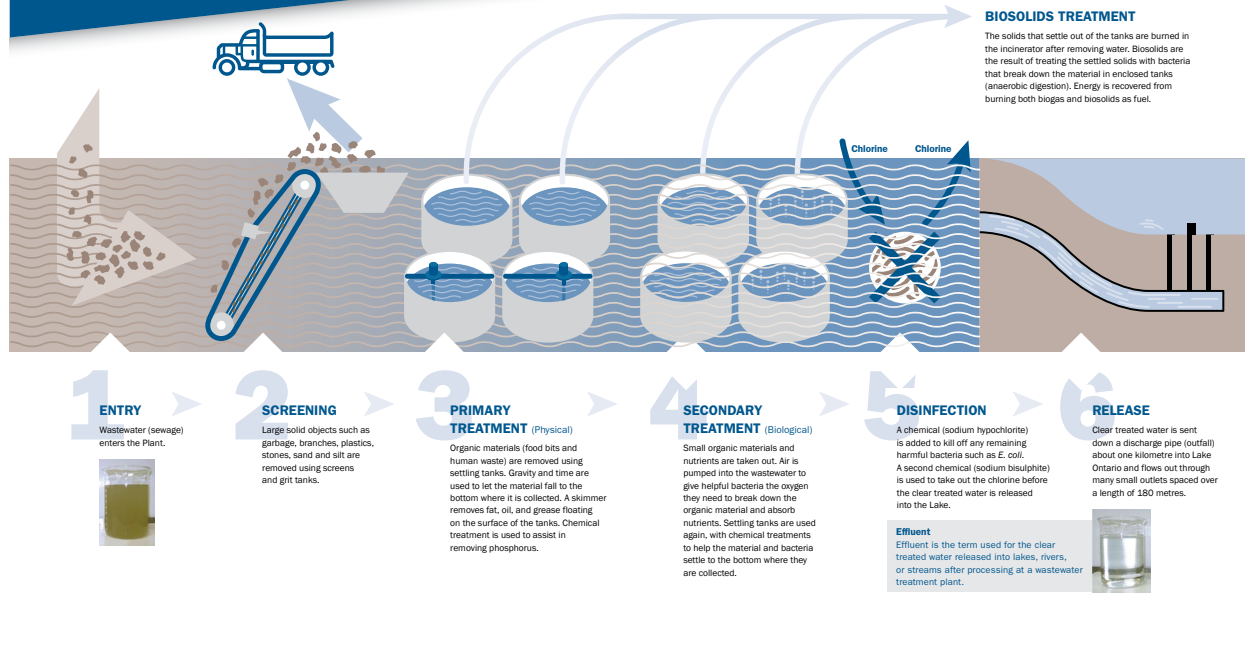 BIOSOLIDS TREATMENT
The solids that settle out of the tanks are burned in
the incinerator after removing water. Biosolids are
the result of treating the settled solids with bacteria
that break down the material in enclosed tanks
(anaerobic digestion). Energy is recovered from
burning both biogas and biosolids as fuel.
Chlorine
Chlorine
1
ENTRY
Wastewater (sewage)
enters the Plant.
2
SCREENING
Large solid objects such as
garbage, branches, plastics,
stones, sand and silt are
removed using screens
and grit tanks.
3
PRIMARY
TREATMENT (Physical)
Organic materials (food bits and
human waste) are removed using
settling tanks. Gravity and time are
used to let the material fall to the
bottom where it is collected. A skimmer
removes fat, oil, and grease floating
on the surface of the tanks. Chemical
treatment is used to assist in
removing phosphorus.
4
SECONDARY
TREATMENT (Biological)
Small organic materials and
nutrients are taken out. Air is
pumped into the wastewater to
give helpful bacteria the oxygen
they need to break down the
organic material and absorb
nutrients. Settling tanks are used
again, with chemical treatments
to help the material and bacteria
settle to the bottom where they
are collected.
5
DISINFECTION
A chemical (sodium hypochlorite)
is added to kill off any remaining
harmful bacteria such as E. coli.
A second chemical (sodium bisulphite)
is used to take out the chlorine before
the clear treated water is released
into the Lake.
Effluent
Effluent is the term used for the clear
treated water released into lakes, rivers,
or streams after processing at a wastewater
treatment plant.
6
RELEASE
Clear treated water is sent
down a discharge pipe (outfall)
about one kilometre into Lake
Ontario and flows out through
many small outlets spaced over
a length of 180 metres.